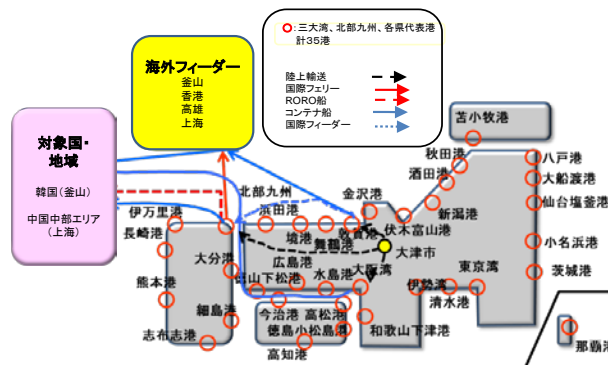 ○:三大湾、北部九州、各県代表港
計35港
陸上輸送
国際フェリー
RORO船
コンテナ船
国際フィーダー
海外フィーダー
釜山
香港
高雄
上海
対象国・
地域
韓国(釜山)
中国中部エリア
(上海)
苫小牧港
秋田港
八戸港
酒田港
大船渡港
北部九州
金沢港
新潟港
仙台塩釜港
伊万里港
浜田港
敦賀港
伏木富山港
長崎港
境港
舞鶴港
大津市
小名浜港
大分港
広島港
大阪湾
東京湾
茨城港
熊本港
山下松港
水島港
伊勢湾
清水港
細島港
今治港
高松港
徳島小松島港
和歌山下津港
志布志港
高知港
那覇港